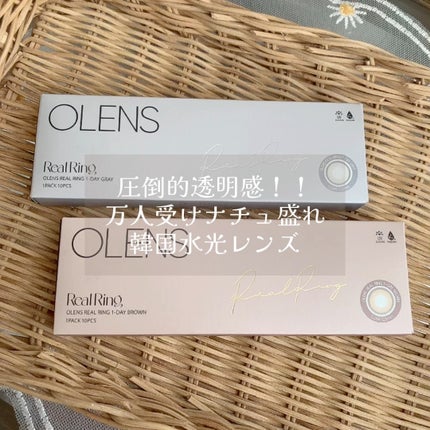 OLENS
Real Ring
OLENS REAL RING 1-DAY GRAY
1PACK 10PCS
圧倒的透明感！！
万人受けナチュ盛れ
韓国水光レンズ
OLENS
Real Ring
Real Ring
OLENS REAL RING 1-DAY BROWN
1PACK 10PCS